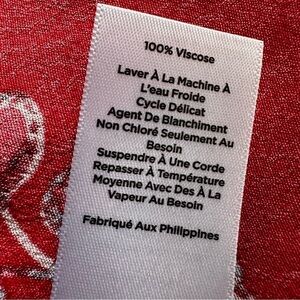 100% Viscose
Laver À La Machine À
L'eau Froide
Cycle Délicat
Agent De Blanchiment
Non Chloré Seulement Au
Besoin
Suspendre À Une Corde
Repasser À Température
Moyenne Avec Des À La
Vapeur Au Besoin
Fabriqué Aux Philippines